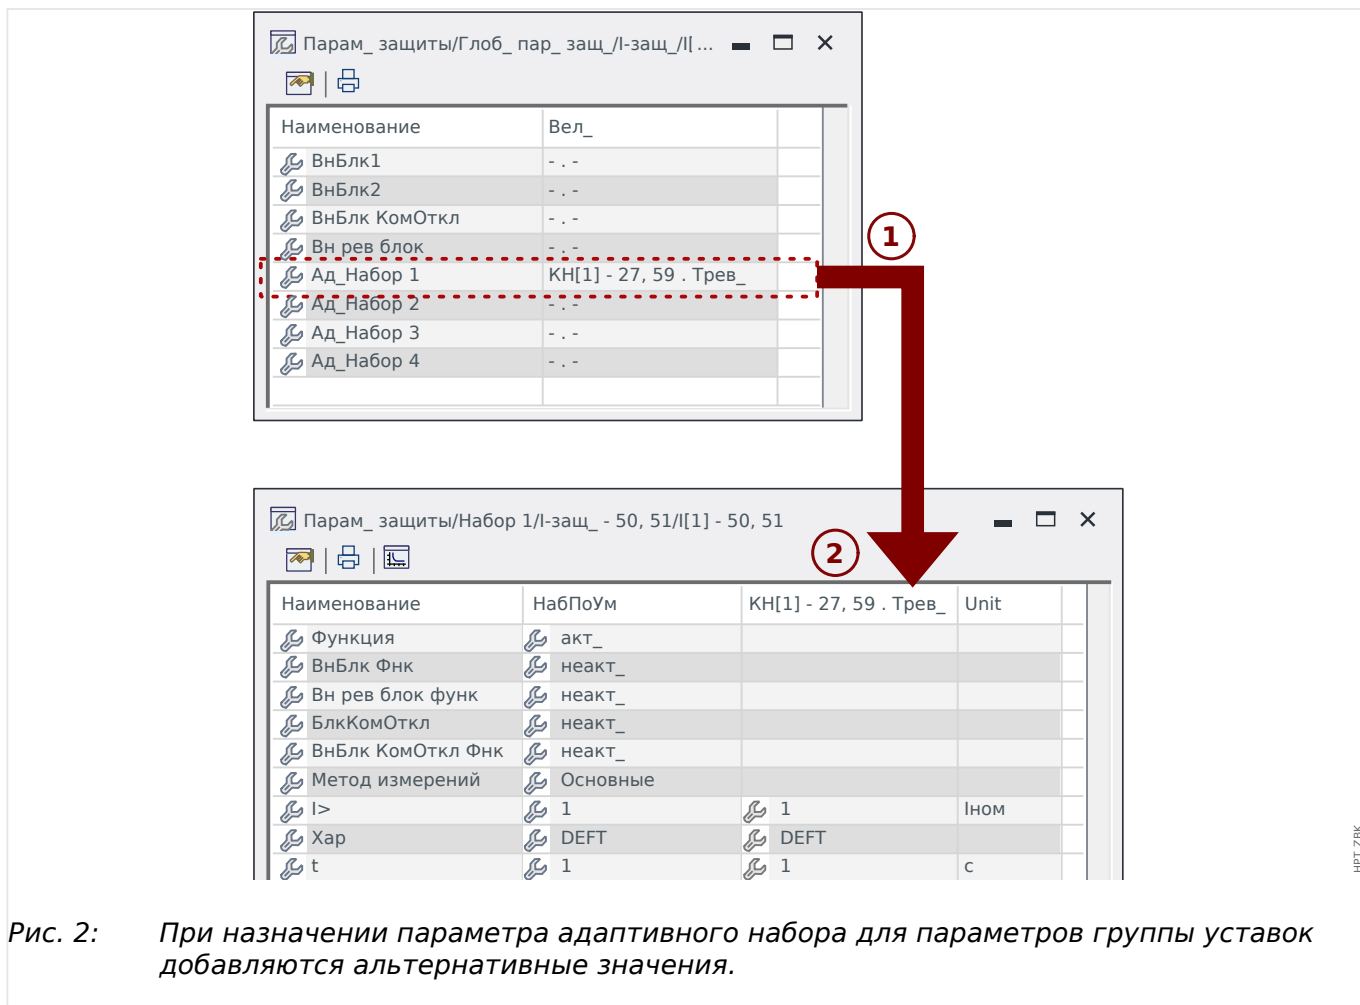 Парам_ защиты/Глоб_ пар_ защ_/I-защ_/I[ ...
Наименование Вел_
ВнБлк1 - . -
ВнБлк2 - . -
ВнБлк КомОткл - . -
Вн рев блок - . -
Ад_Набор 1 КН[1] - 27, 59 . Трев_
Ад_Набор 2 - . -
Ад_Набор 3 - . -
Ад_Набор 4 - . -
1
Парам_ защиты/Набор 1/I-защ_ - 50, 51/I[1] - 50, 51
2
Наименование НабПоУм КН[1] - 27, 59 . Трев_ Unit
Функция акт_
ВнБлк Фнк неакт_
Вн рев блок функ неакт_
БлкКомОткл неакт_
ВнБлк КомОткл Фнк неакт_
Метод измерений Основные
I> 1 1 Iном
Хар DEFT DEFT
t 1 1 с
HPT ZBK
Рис. 2: При назначении параметра адаптивного набора для параметров группы уставок
добавляются альтернативные значения.